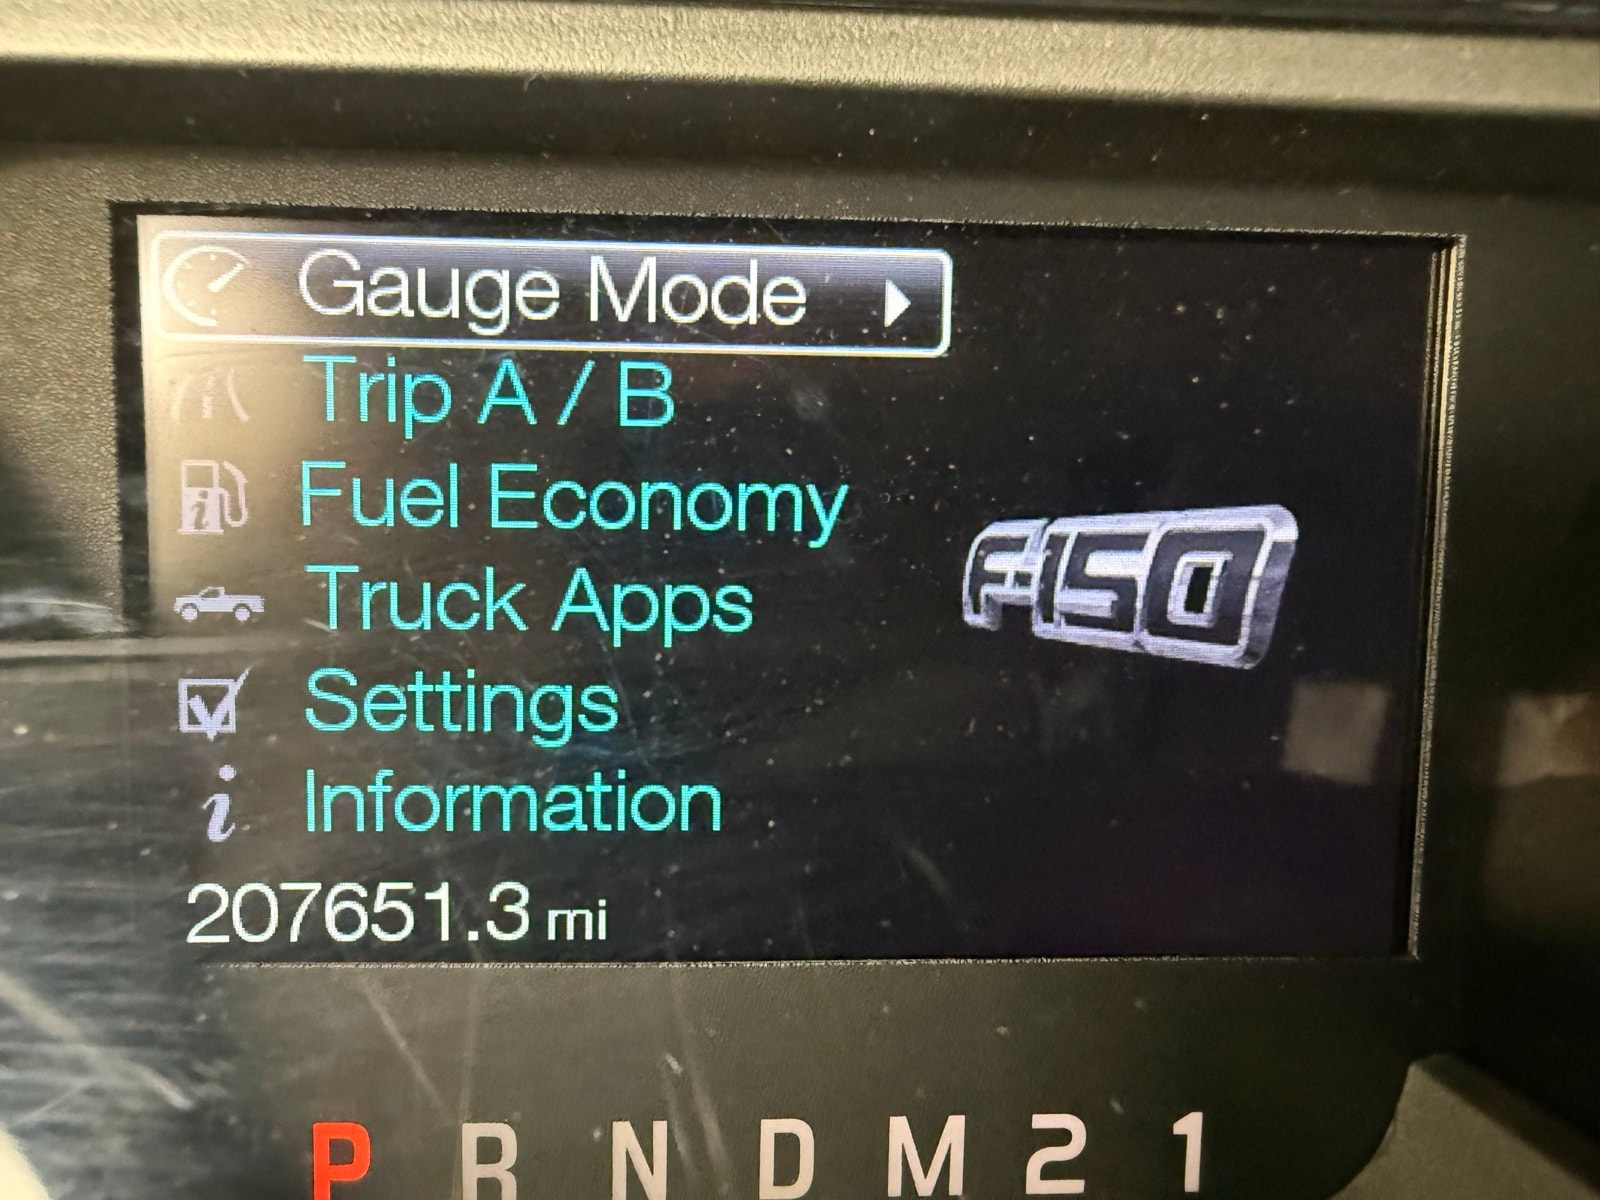 Gauge Mode
Trip A / B
Fuel Economy
Truck Apps
Settings
Information
F-150
207651.3 mi
P R N D M 2 1